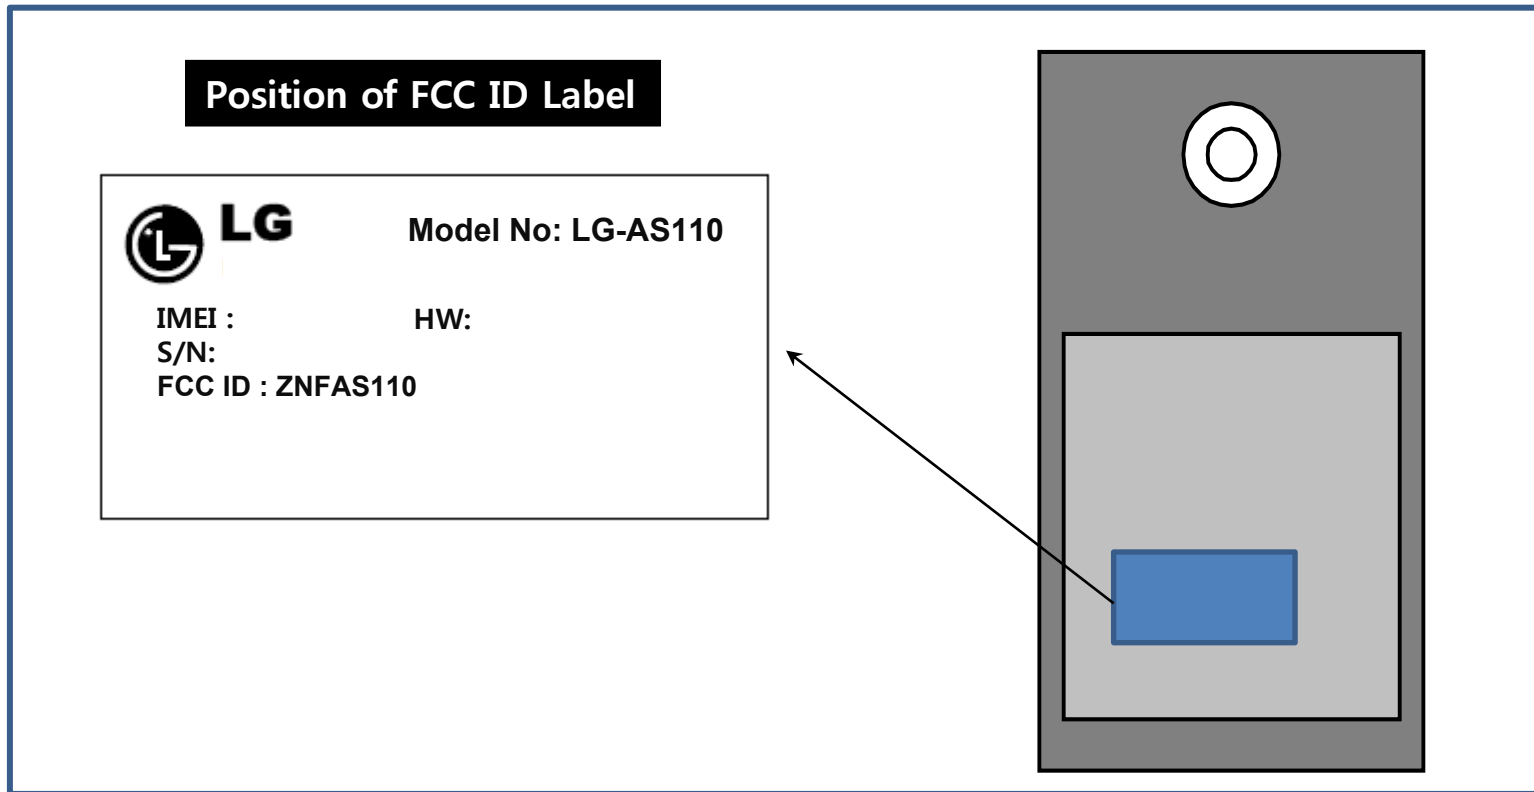 Position of FCC ID Label
LG
Model No: LG-AS110
IMEI :
HW:
S/N:
FCC ID : ZNFAS110